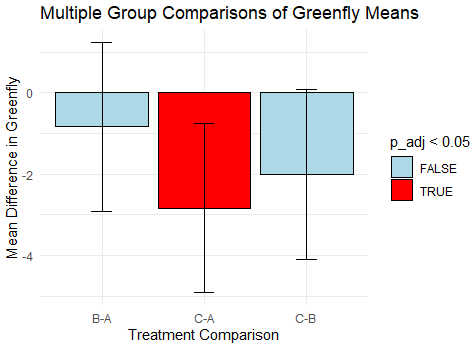 Multiple Group Comparisons of Greenfly Means
Mean Difference in Greenfly
0
-2
-4
B-A
C-A
C-B
Treatment Comparison
p_adj < 0.05
FALSE
TRUE